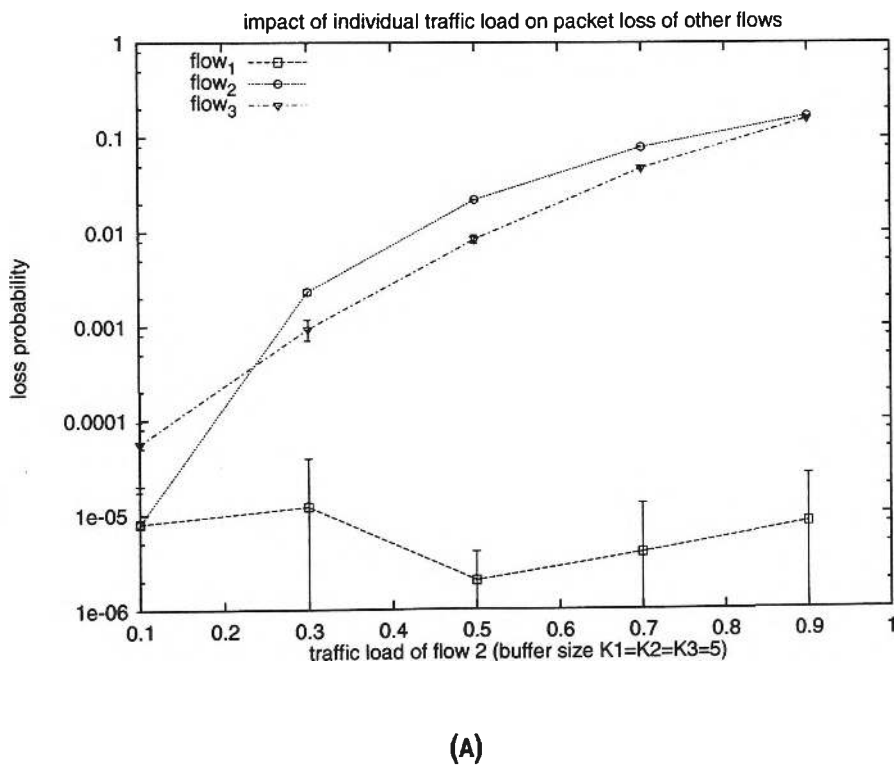 impact of individual traffic load on packet loss of other flows
flow1
flow2
flow3
loss probability
1
0.1
0.01
0.001
0.0001
1e-05
1e-06
0.1 0.2 0.3 0.4 0.5 0.6 0.7 0.8 0.9 1
traffic load of flow 2 (buffer size K1=K2=K3=5)
(A)